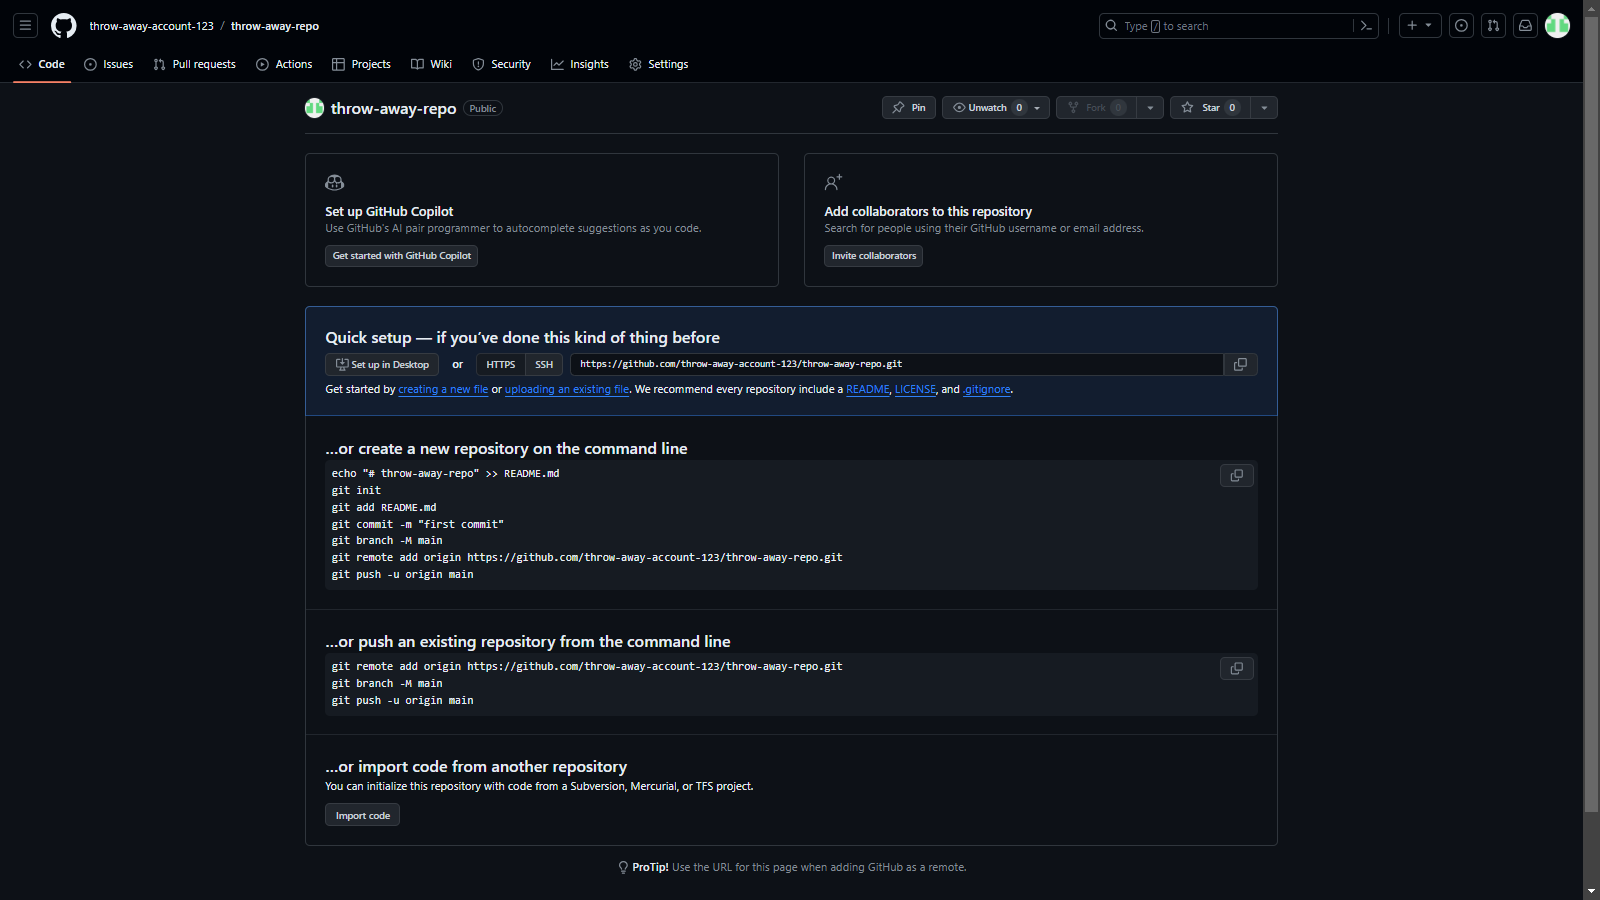 throw-away-account-123 / throw-away-repo
Type / to search
Code
Issues
Pull requests
Actions
Projects
Wiki
Security
Insights
Settings
throw-away-repo Public
Pin
Unwatch 0
Fork 0
Star 0
Set up GitHub Copilot
Use GitHub's AI pair programmer to autocomplete suggestions as you code.
Get started with GitHub Copilot
Add collaborators to this repository
Search for people using their GitHub username or email address.
Invite collaborators
Quick setup — if you’ve done this kind of thing before
Set up in Desktop or HTTPS SSH https://github.com/throw-away-account-123/throw-away-repo.git
Get started by creating a new file or uploading an existing file. We recommend every repository include a README, LICENSE, and .gitignore.
...or create a new repository on the command line
echo "# throw-away-repo" >> README.md
git init
git add README.md
git commit -m "first commit"
git branch -M main
git remote add origin https://github.com/throw-away-account-123/throw-away-repo.git
git push -u origin main
...or push an existing repository from the command line
git remote add origin https://github.com/throw-away-account-123/throw-away-repo.git
git branch -M main
git push -u origin main
...or import code from another repository
You can initialize this repository with code from a Subversion, Mercurial, or TFS project.
Import code
ProTip! Use the URL for this page when adding GitHub as a remote.